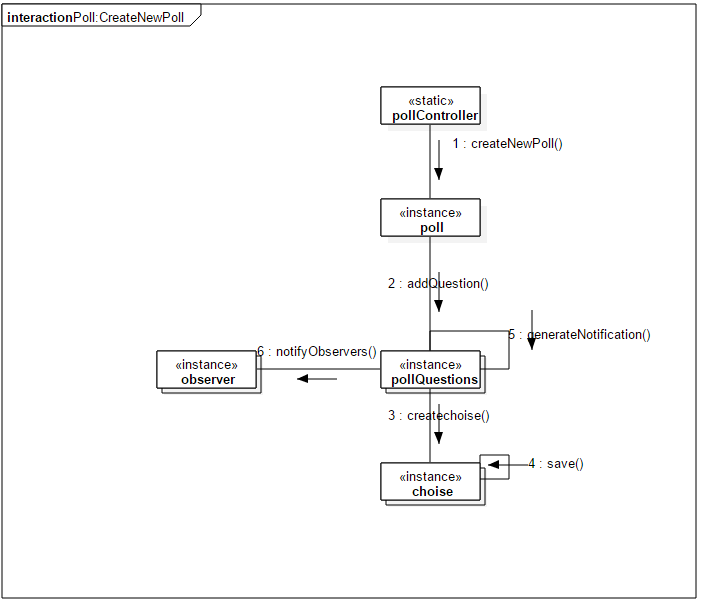 interactionPoll:CreateNewPoll
«static»
pollController
1 : createNewPoll()
«instance»
poll
2 : addQuestion()
5 : generateNotification()
6 : notifyObservers()
«instance»
observer
«instance»
pollQuestions
3 : createchoise()
4 : save()
«instance»
choise